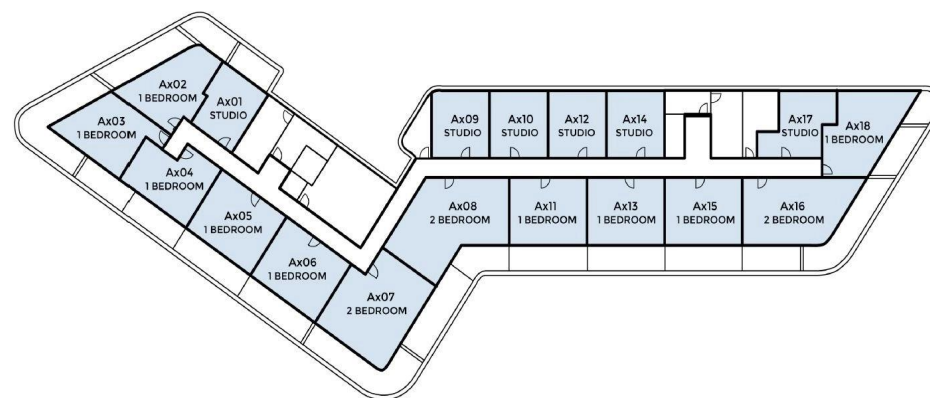 Ax01
STUDIO
Ax02
1 BEDROOM
Ax03
1 BEDROOM
Ax04
1 BEDROOM
Ax05
1 BEDROOM
Ax06
1 BEDROOM
Ax07
2 BEDROOM
Ax08
2 BEDROOM
Ax09
STUDIO
Ax10
STUDIO
Ax12
STUDIO
Ax14
STUDIO
Ax17
STUDIO
Ax18
1 BEDROOM
Ax11
1 BEDROOM
Ax13
1 BEDROOM
Ax15
1 BEDROOM
Ax16
2 BEDROOM